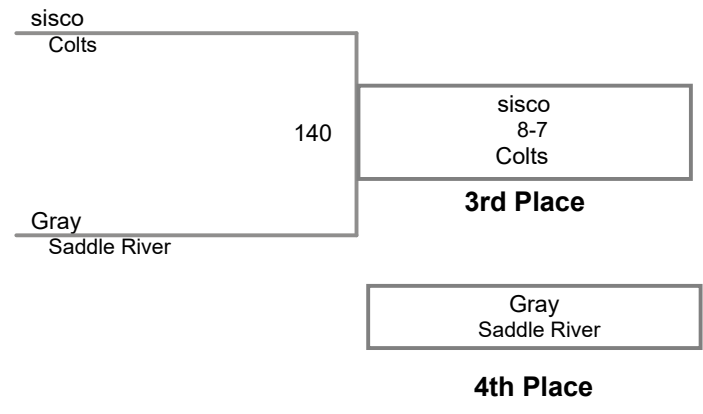 sisco
Colts
140
sisco
8-7
Colts
3rd Place
Gray
Saddle River
Gray
Saddle River
4th Place